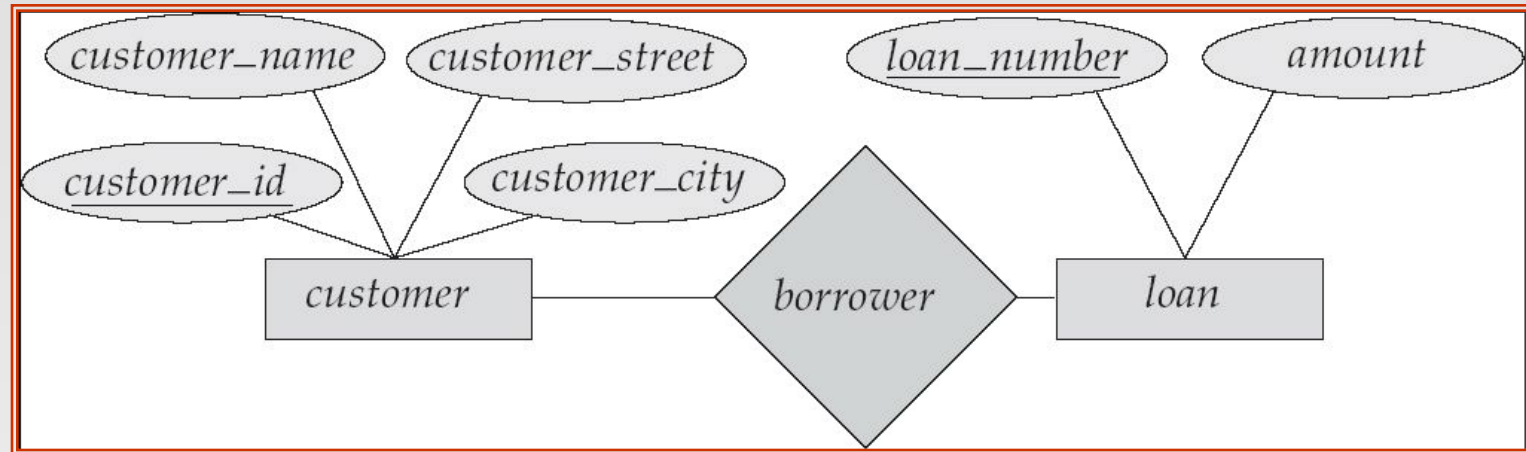 customer_name customer_street loan_number amount
customer_id customer_city
customer borrower loan